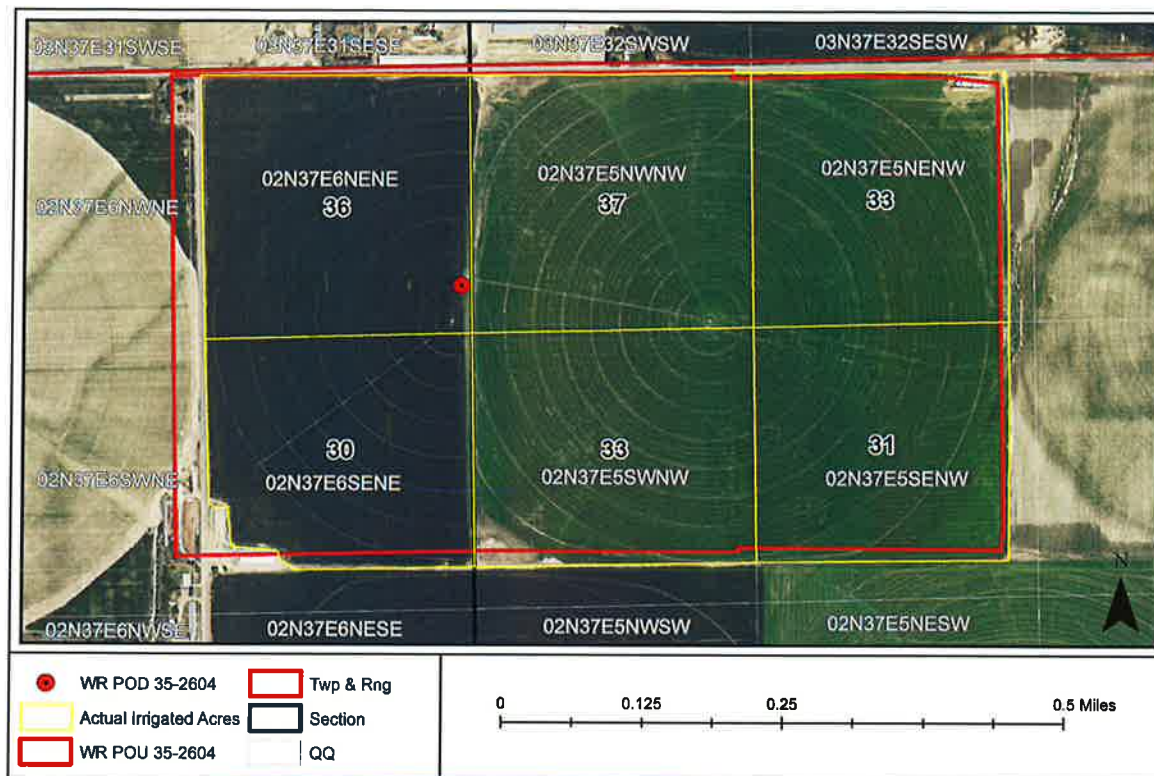 03N37E31SWSE 03N37E31SESE 03N37E32SWSW 03N37E32SESW
02N37E6NWNE 02N37E6NENE 02N37E5NWNW 02N37E5NENW
36 37 33
30 33 31
02N37E6SWNE 02N37E6SENE 02N37E5SWNW 02N37E5SENW
N
02N37E6NWSE 02N37E6NESE 02N37E5NWSW 02N37E5NESW
WR POD 35-2604 Twp & Rng
Actual Irrigated Acres Section
WR POU 35-2604 QQ
0 0.125 0.25 0.5 Miles